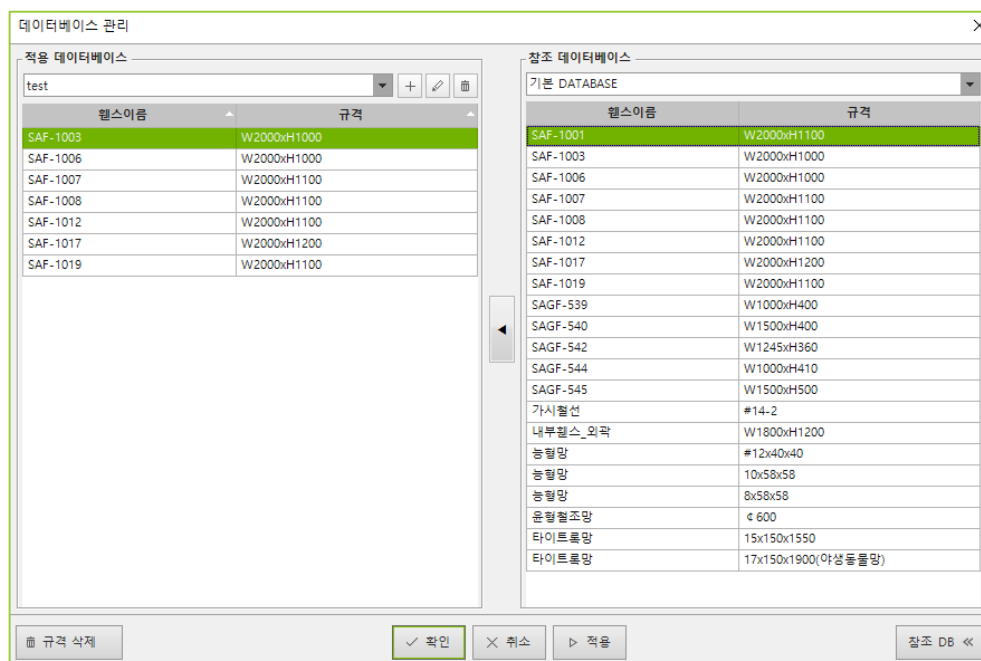 데이터베이스 관리
적용 데이터베이스
test
휀스이름 규격
SAF-1003 W2000xH1000
SAF-1006 W2000xH1000
SAF-1007 W2000xH1100
SAF-1008 W2000xH1100
SAF-1012 W2000xH1100
SAF-1017 W2000xH1200
SAF-1019 W2000xH1100
참조 데이터베이스
기본 DATABASE
휀스이름 규격
SAF-1001 W2000xH1100
SAF-1003 W2000xH1000
SAF-1006 W2000xH1000
SAF-1007 W2000xH1100
SAF-1008 W2000xH1100
SAF-1012 W2000xH1100
SAF-1017 W2000xH1200
SAF-1019 W2000xH1100
SAGF-539 W1000xH400
SAGF-540 W1500xH400
SAGF-542 W1245xH360
SAGF-544 W1000xH410
SAGF-545 W1500xH500
가시철선 #14-2
내부휀스_외곽 W1800xH1200
능형망 #12x40x40
능형망 10x58x58
능형망 8x58x58
윤형철조망 ¢600
타이트록망 15x150x1550
타이트록망 17x150x1900(야생동물망)
규격 삭제 확인 취소 적용 참조 DB ≪